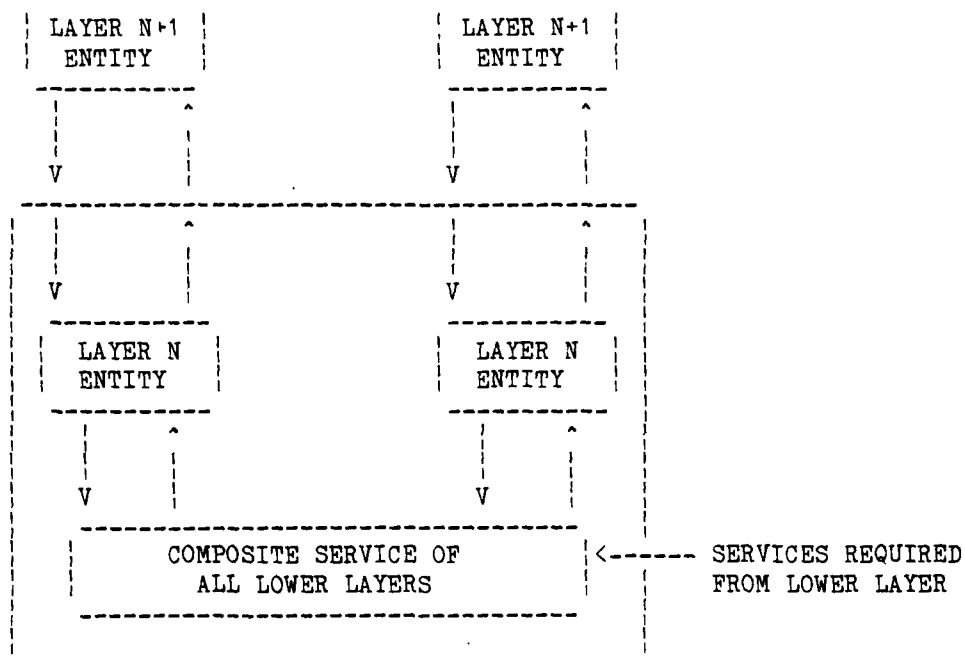 LAYER N+1 LAYER N+1
ENTITY ENTITY
V V
V V
LAYER N LAYER N
ENTITY ENTITY
V V
COMPOSITE SERVICE OF <------ SERVICES REQUIRED
ALL LOWER LAYERS FROM LOWER LAYER